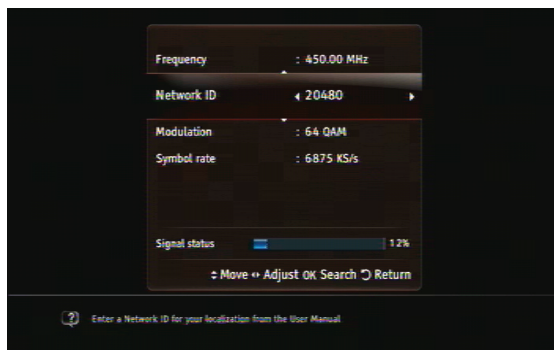 Frequency : 450.00 MHz
Network ID 20480
Modulation : 64 QAM
Symbol rate : 6875 KS/s
Signal status 12%
Move Adjust OK Search Return
Enter a Network ID for your localization from the User Manual